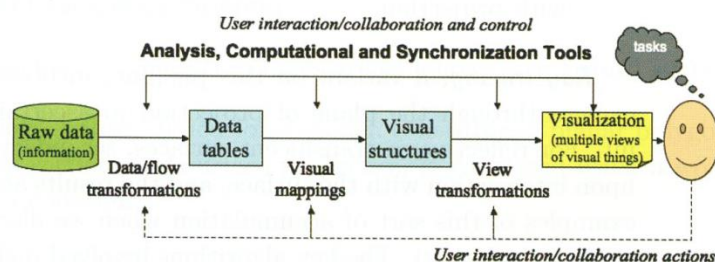 User interaction/collaboration and control
Analysis, Computational and Synchronization Tools
tasks
Raw data
(information)
Data
tables
Visual
structures
Visualization
(multiple views
of visual things)
Data/flow
transformations
Visual
mappings
View
transformations
User interaction/collaboration actions